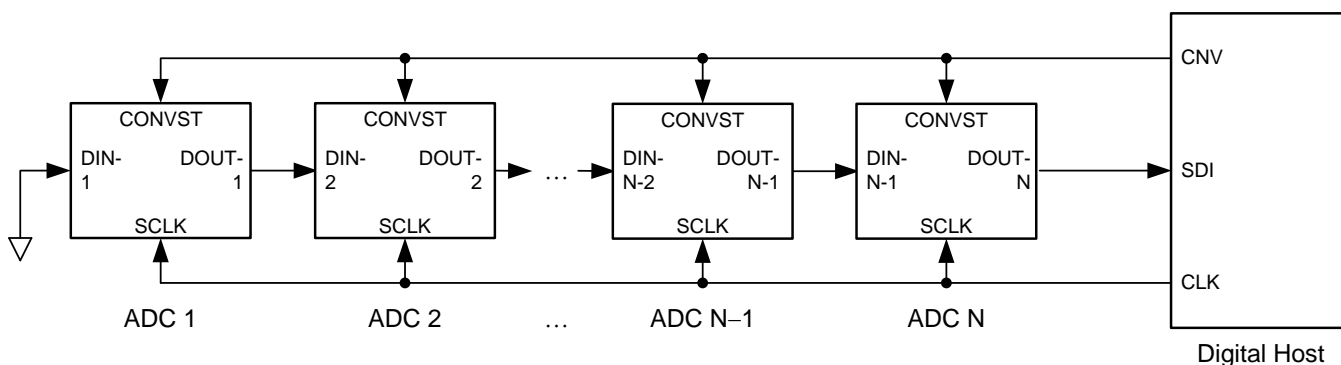 CNV
CONVST
CONVST
CONVST
CONVST
DIN-
1
DOUT-
1
DIN-
2
DOUT-
2
…
DIN-
N-2
DOUT-
N-1
DIN-
N-1
DOUT-
N
SDI
SCLK
SCLK
SCLK
SCLK
CLK
ADC 1
ADC 2
…
ADC N−1
ADC N
Digital Host